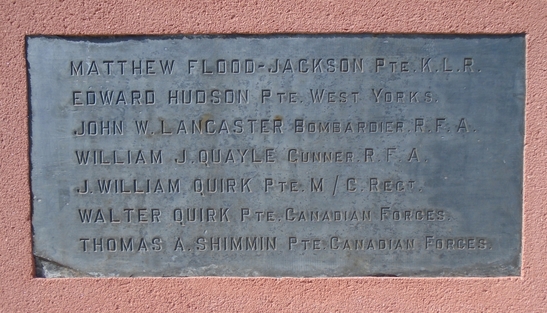 MATTHEW FLOOD-JACKSON PTE. K.L.R.
EDWARD HUDSON PTE. WEST YORKS.
JOHN W. LANCASTER BOMBARDIER. R.F.A.
WILLIAM J. QUAYLE GUNNER. R.F.A.
J. WILLIAM QUIRK PTE. M/C. REGT.
WALTER QUIRK PTE. CANADIAN FORCES.
THOMAS A. SHIMMIN PTE. CANADIAN FORCES.